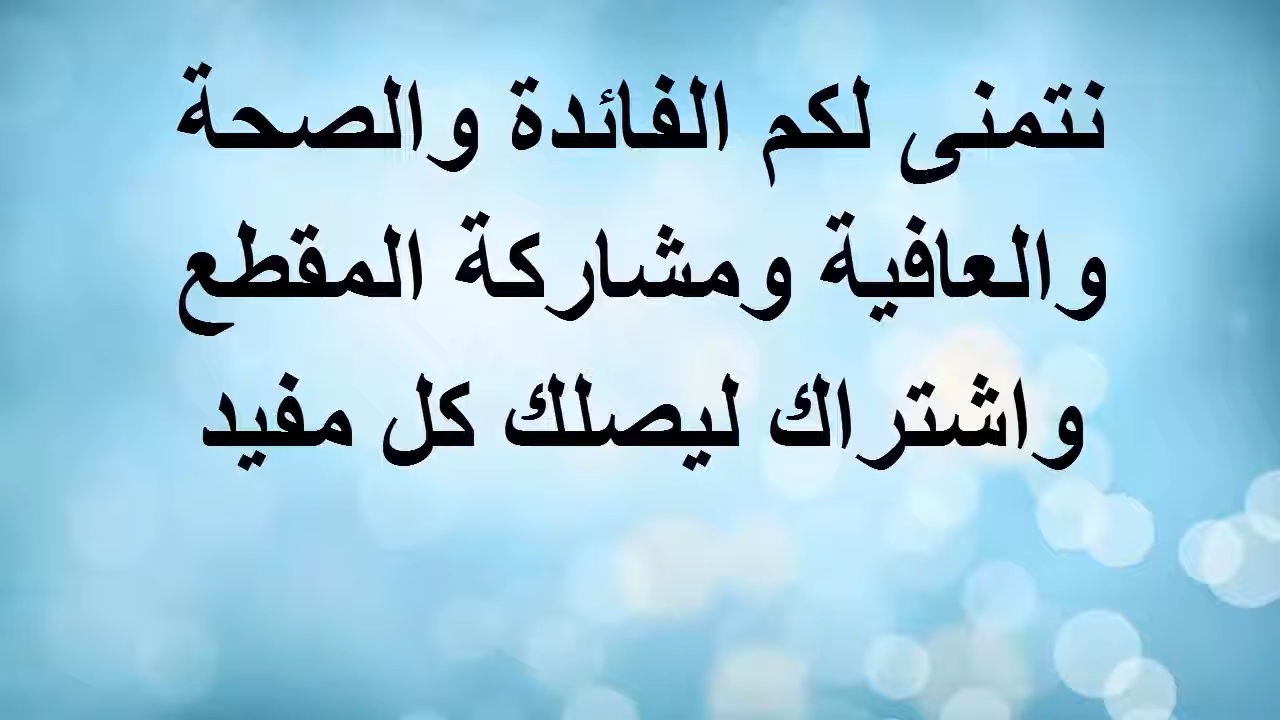 نتمنى لكم الفائدة والصحة
والعافية ومشاركة المقطع
واشتراك ليصلك كل مفيد